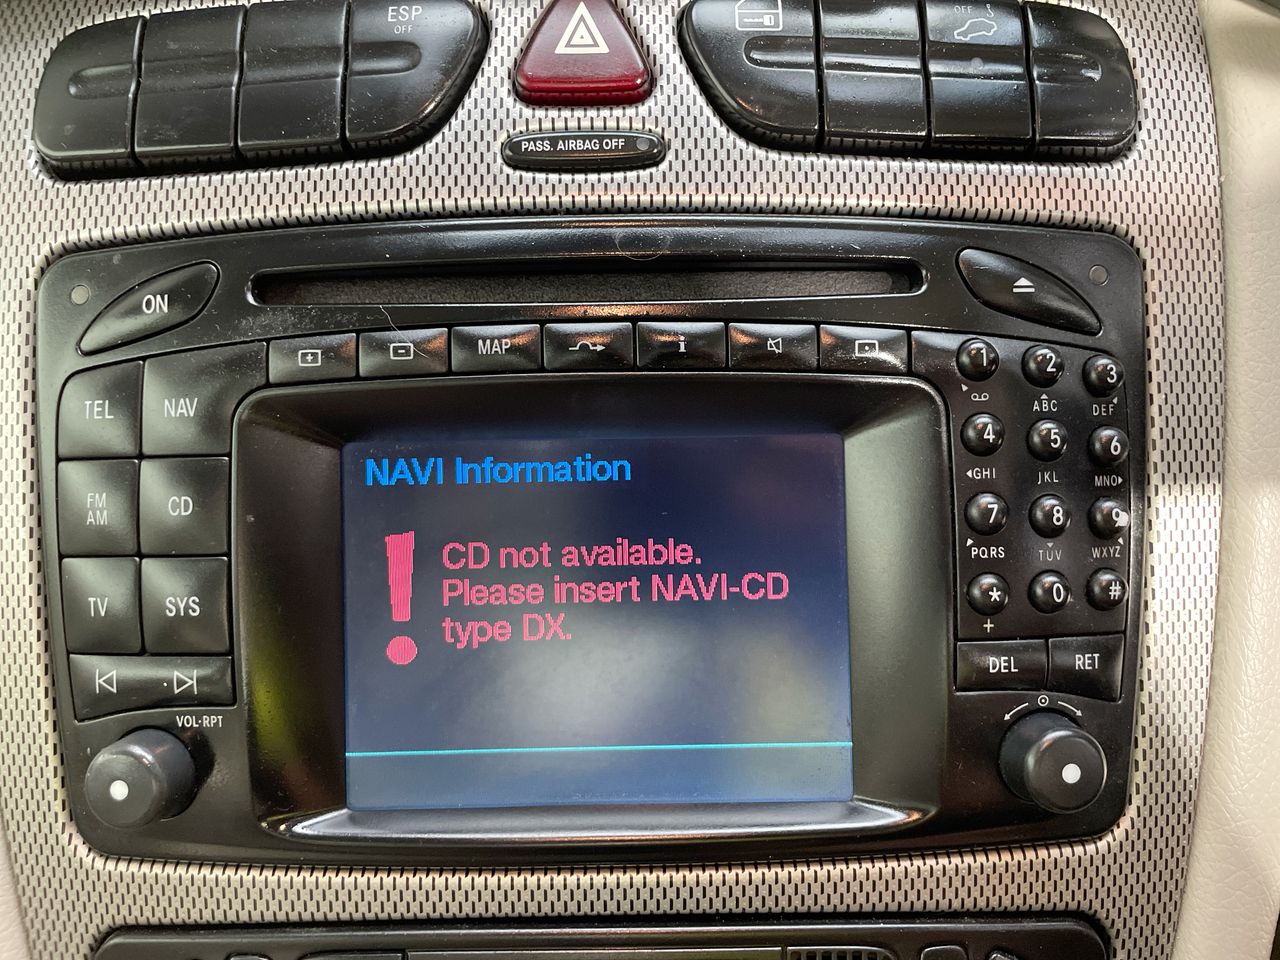 ESP
OFF
OFF
PASS. AIRBAG OFF
ON
MAP
i
TEL
NAV
FM
AM
CD
TV
SYS
VOL·RPT
NAVI Information
CD not available.
Please insert NAVI-CD
type DX.
1
2
3
ABC
DEF
4
5
6
GHI
JKL
MNO
7
8
9
PQRS
TUV
WXYZ
*
0
#
+
DEL
RET